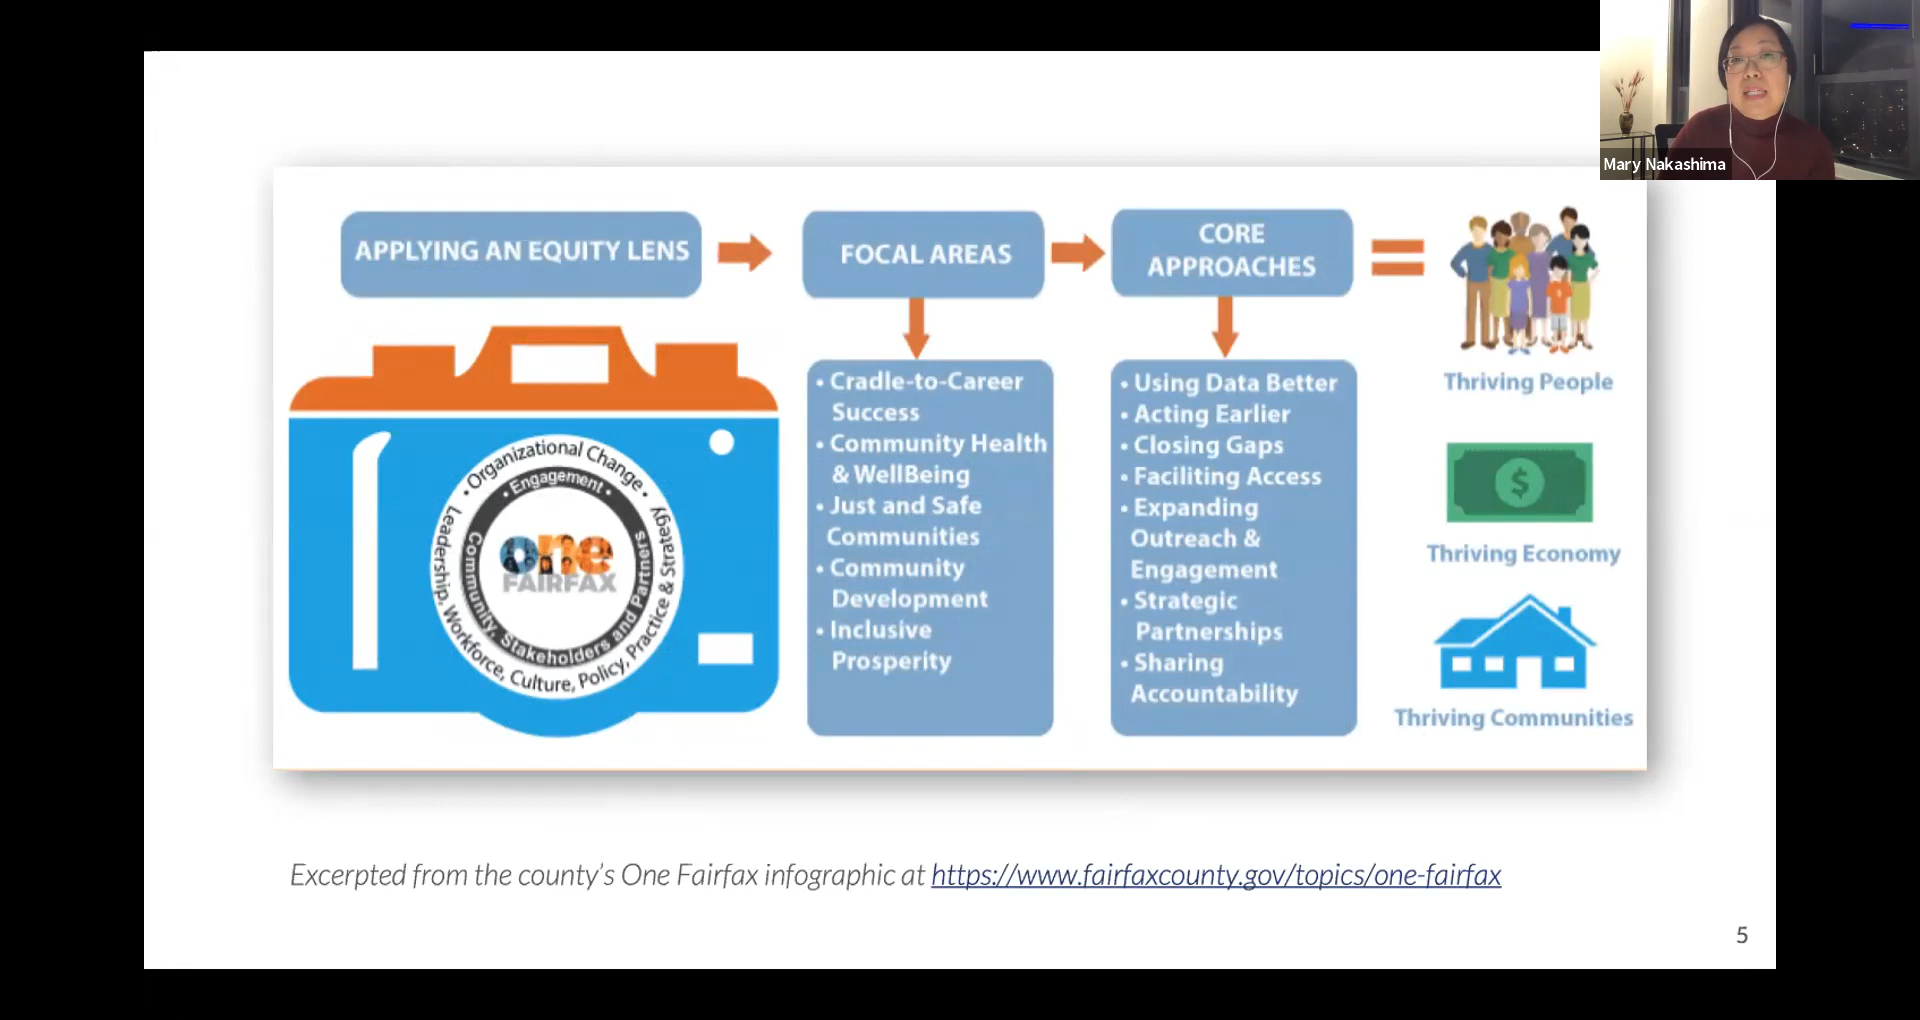 Mary Nakashima
APPLYING AN EQUITY LENS
FOCAL AREAS
CORE
APPROACHES
• Organizational Change •
Leadership, Workforce, Culture, Policy, Practice & Strategy
• Engagement •
Community, Stakeholders and Partners
one
FAIRFAX
• Cradle-to-Career
Success
• Community Health
& WellBeing
• Just and Safe
Communities
• Community
Development
• Inclusive
Prosperity
• Using Data Better
• Acting Earlier
• Closing Gaps
• Faciliting Access
• Expanding
Outreach &
Engagement
• Strategic
Partnerships
• Sharing
Accountability
Thriving People
$
Thriving Economy
Thriving Communities
Excerpted from the county’s One Fairfax infographic at https://www.fairfaxcounty.gov/topics/one-fairfax
5